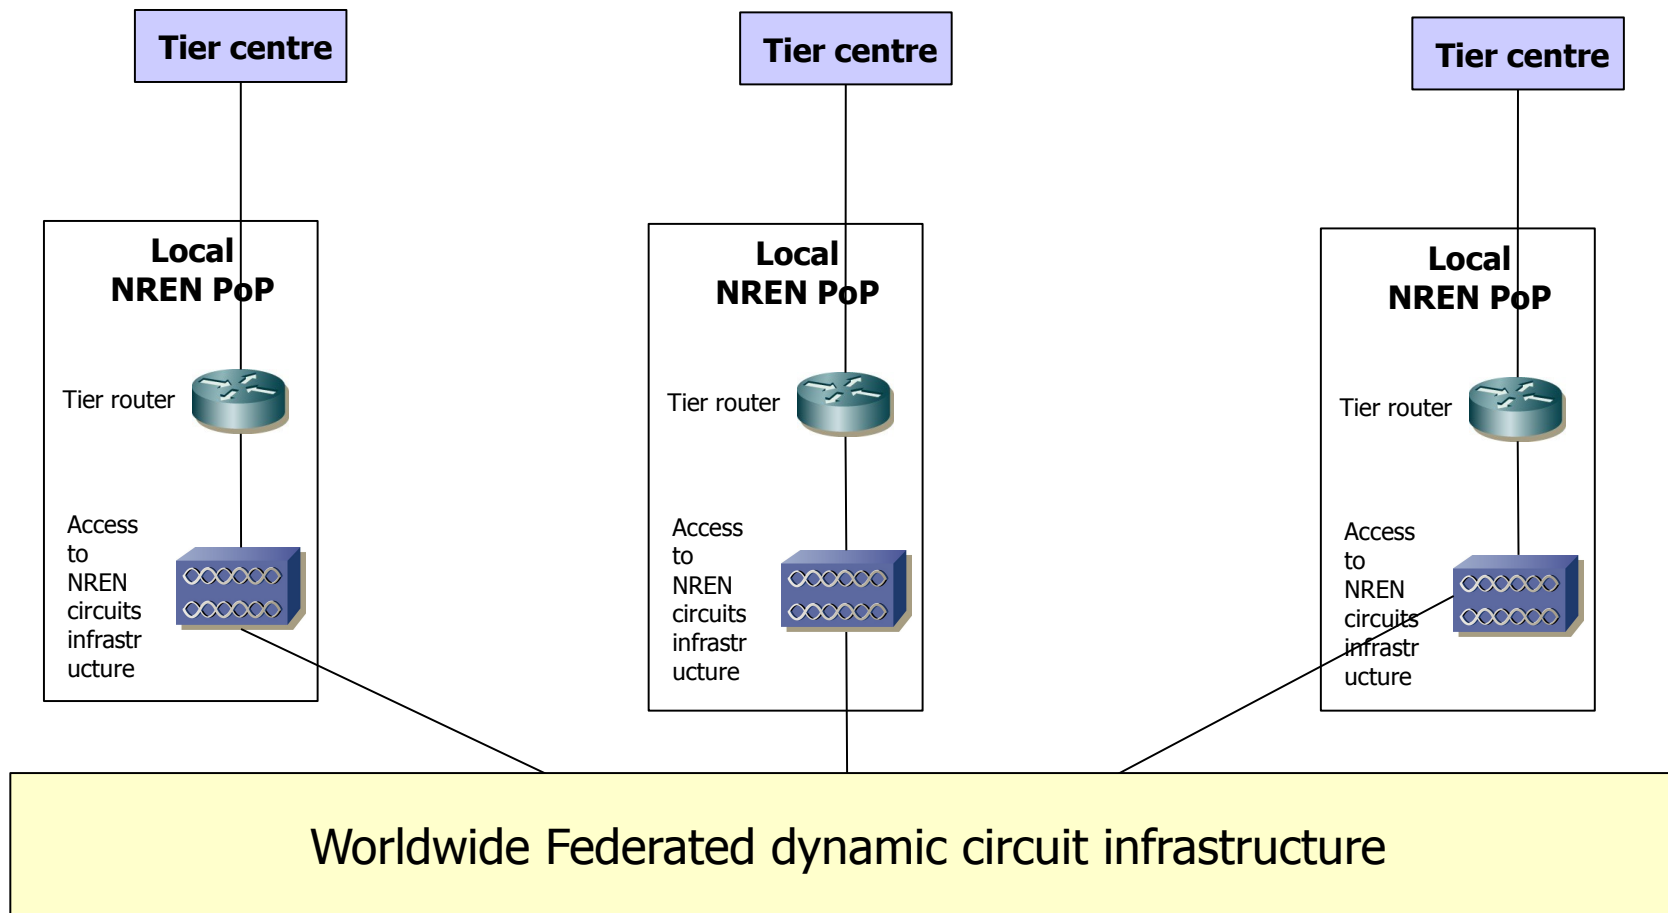 Tier centre
Tier centre
Tier centre
Local
NREN PoP
Tier router
Access
to
NREN
circuits
infrastr
ucture
Local
NREN PoP
Tier router
Access
to
NREN
circuits
infrastr
ucture
Local
NREN PoP
Tier router
Access
to
NREN
circuits
infrastr
ucture
Worldwide Federated dynamic circuit infrastructure